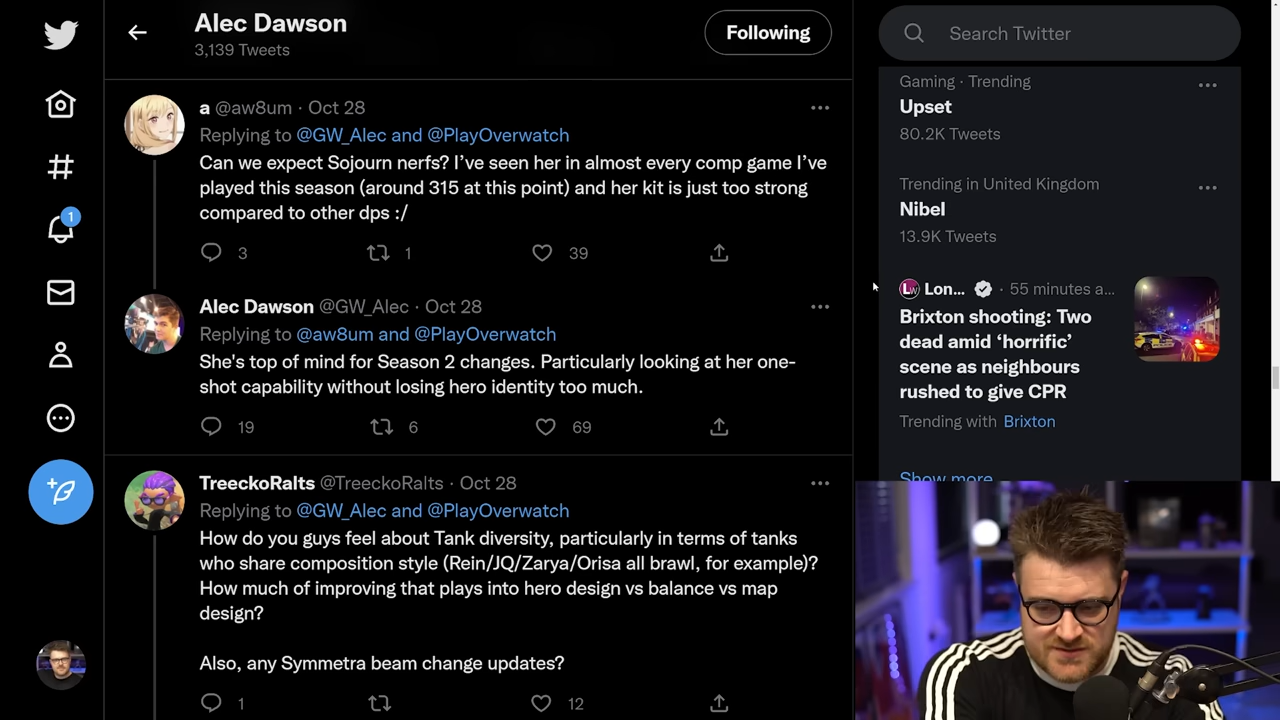 Alec Dawson
3,139 Tweets
Following
a @aw8um · Oct 28
Replying to @GW_Alec and @PlayOverwatch
Can we expect Sojourn nerfs? I've seen her in almost every comp game I've
played this season (around 315 at this point) and her kit is just too strong
compared to other dps :/
3 1 39
Alec Dawson @GW_Alec · Oct 28
Replying to @aw8um and @PlayOverwatch
She's top of mind for Season 2 changes. Particularly looking at her one-
shot capability without losing hero identity too much.
19 6 69
TreeckoRalts @TreeckoRalts · Oct 28
Replying to @GW_Alec and @PlayOverwatch
How do you guys feel about Tank diversity, particularly in terms of tanks
who share composition style (Rein/JQ/Zarya/Orisa all brawl, for example)?
How much of improving that plays into hero design vs balance vs map
design?
Also, any Symmetra beam change updates?
1 12
1
Search Twitter
Gaming · Trending
Upset
80.2K Tweets
Trending in United Kingdom
Nibel
13.9K Tweets
LW Lon... · 55 minutes a...
Brixton shooting: Two
dead amid 'horrific'
scene as neighbours
rushed to give CPR
Trending with Brixton
Show more